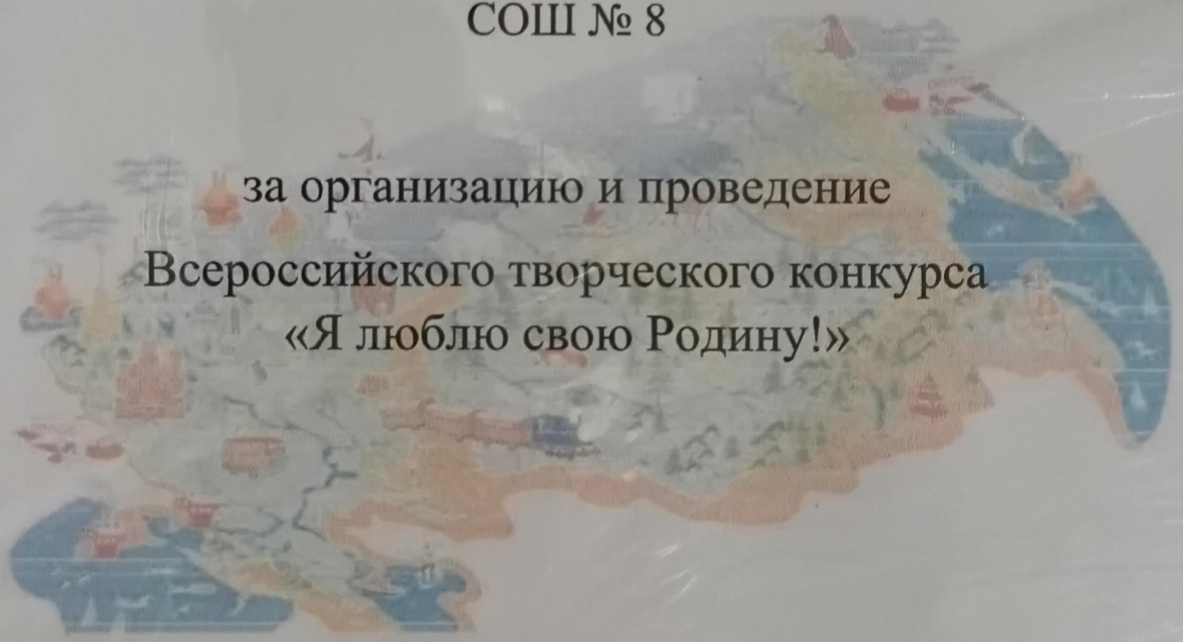 СОШ № 8
за организацию и проведение
Всероссийского творческого конкурса
«Я люблю свою Родину!»